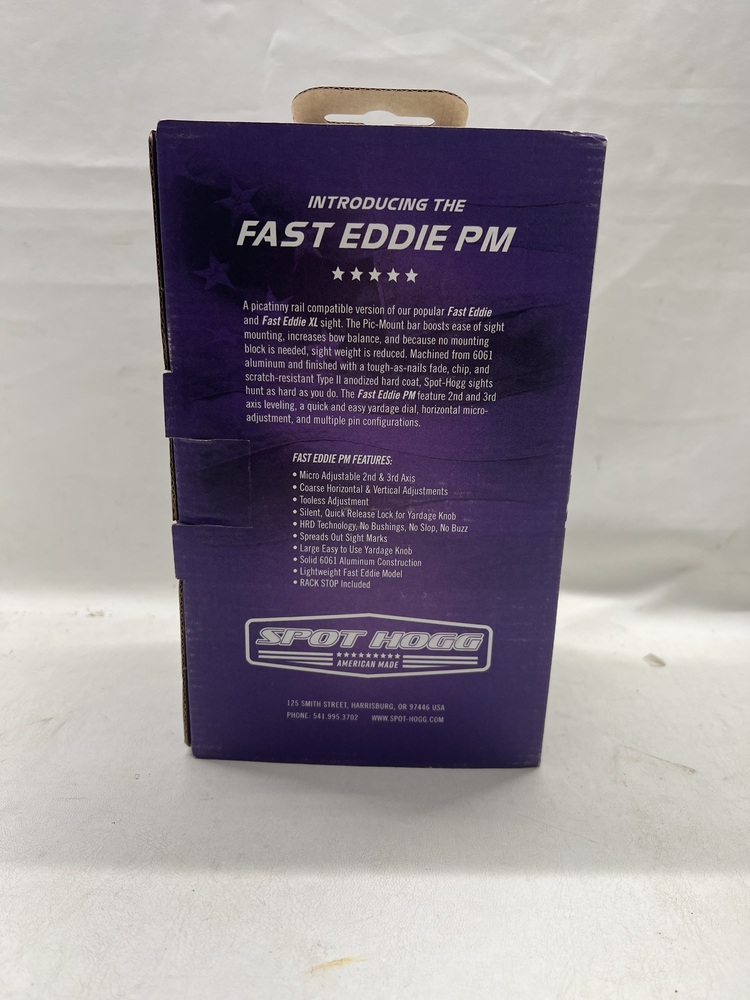 INTRODUCING THE
FAST EDDIE PM
A picatinny rail compatible version of our popular Fast Eddie
and Fast Eddie XL sight. The Pic-Mount bar boosts ease of sight
mounting, increases bow balance, and because no mounting
block is needed, sight weight is reduced. Machined from 6061
aluminum and finished with a tough-as-nails fade, chip, and
scratch-resistant Type II anodized hard coat, Spot-Hogg sights
hunt as hard as you do. The Fast Eddie PM feature 2nd and 3rd
axis leveling, a quick and easy yardage dial, horizontal micro-
adjustment, and multiple pin configurations.
FAST EDDIE PM FEATURES:
• Micro Adjustable 2nd & 3rd Axis
• Coarse Horizontal & Vertical Adjustments
• Tooless Adjustment
• Silent, Quick Release Lock for Yardage Knob
• HRD Technology, No Bushings, No Slop, No Buzz
• Spreads Out Sight Marks
• Large Easy to Use Yardage Knob
• Solid 6061 Aluminum Construction
• Lightweight Fast Eddie Model
• RACK STOP Included
SPOT HOGG
AMERICAN MADE
125 SMITH STREET, HARRISBURG, OR 97446 USA
PHONE: 541.995.3702 WWW.SPOT-HOGG.COM